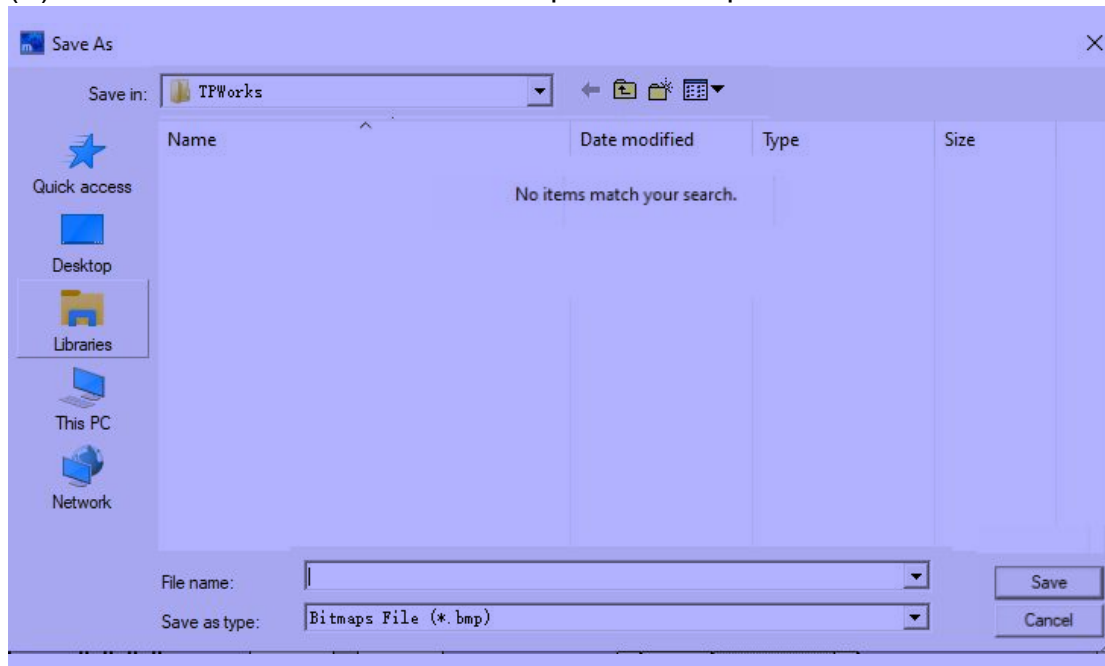 Save As
Save in: TPWorks
Name Date modified Type Size
No items match your search.
Quick access
Desktop
Libraries
This PC
Network
File name:
Save
Save as type: Bitmaps File (*.bmp)
Cancel